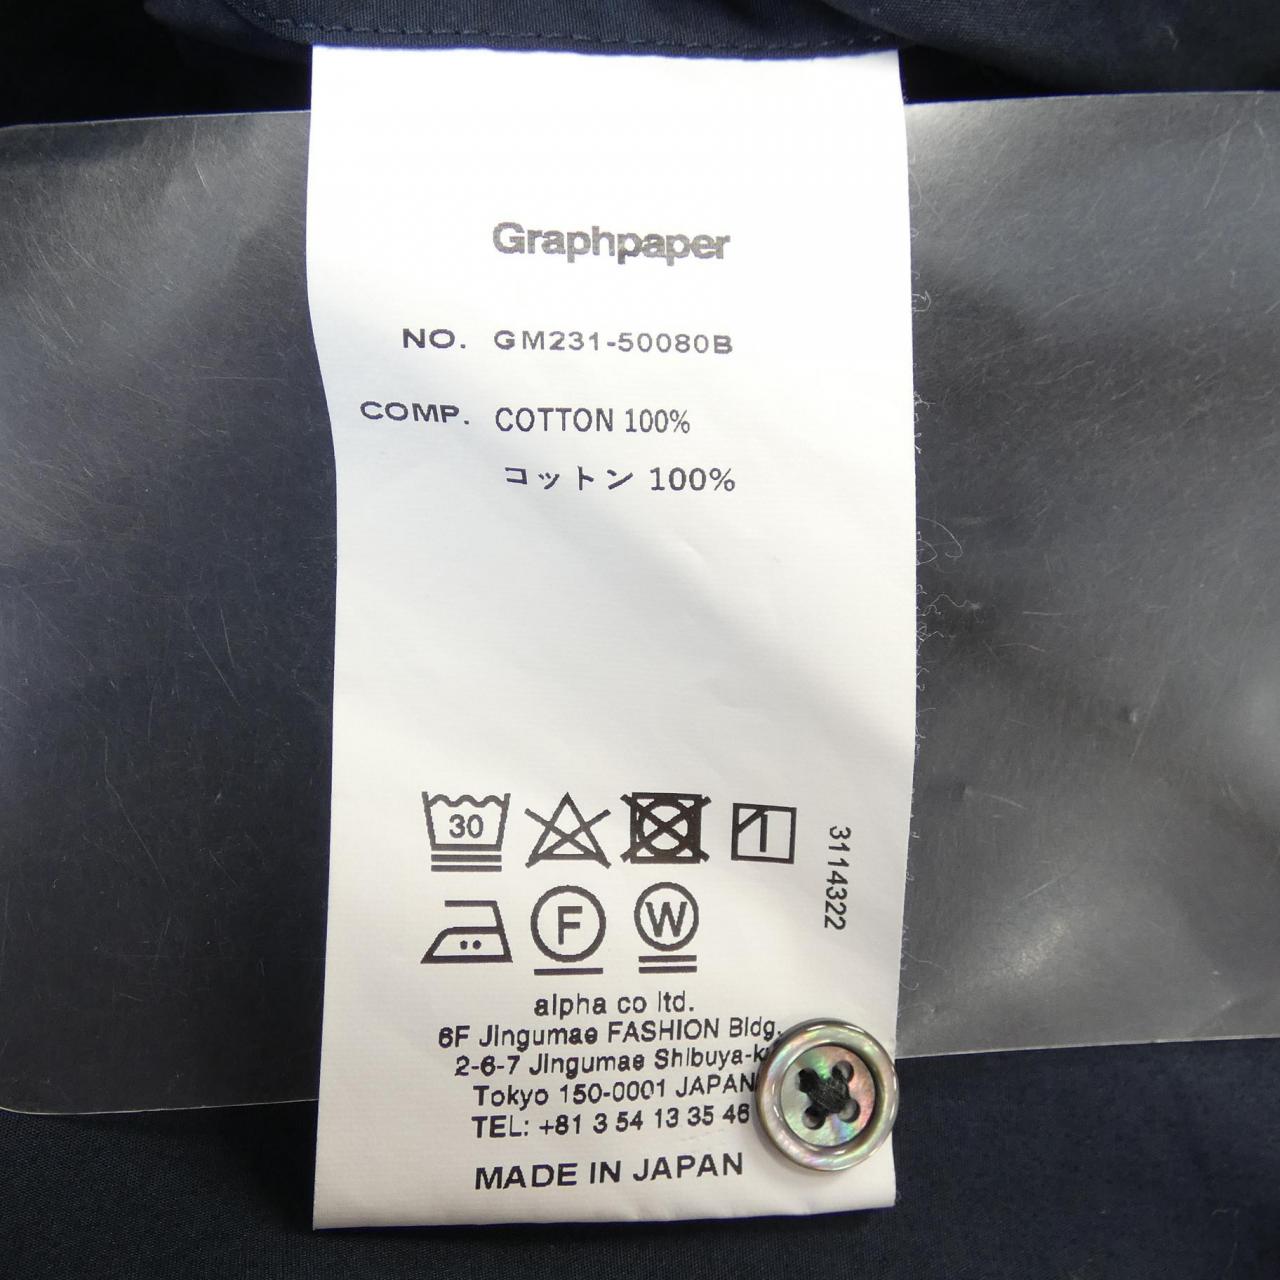 Graphpaper
NO. GM231-50080B
COMP. COTTON 100%
コットン 100%
30
3114322
F
W
alpha co ltd.
6F Jingumae FASHION Bldg.
2-6-7 Jingumae Shibuya-k
Tokyo 150-0001 JAPAN
TEL: +81 3 54 13 35 46
MADE IN JAPAN